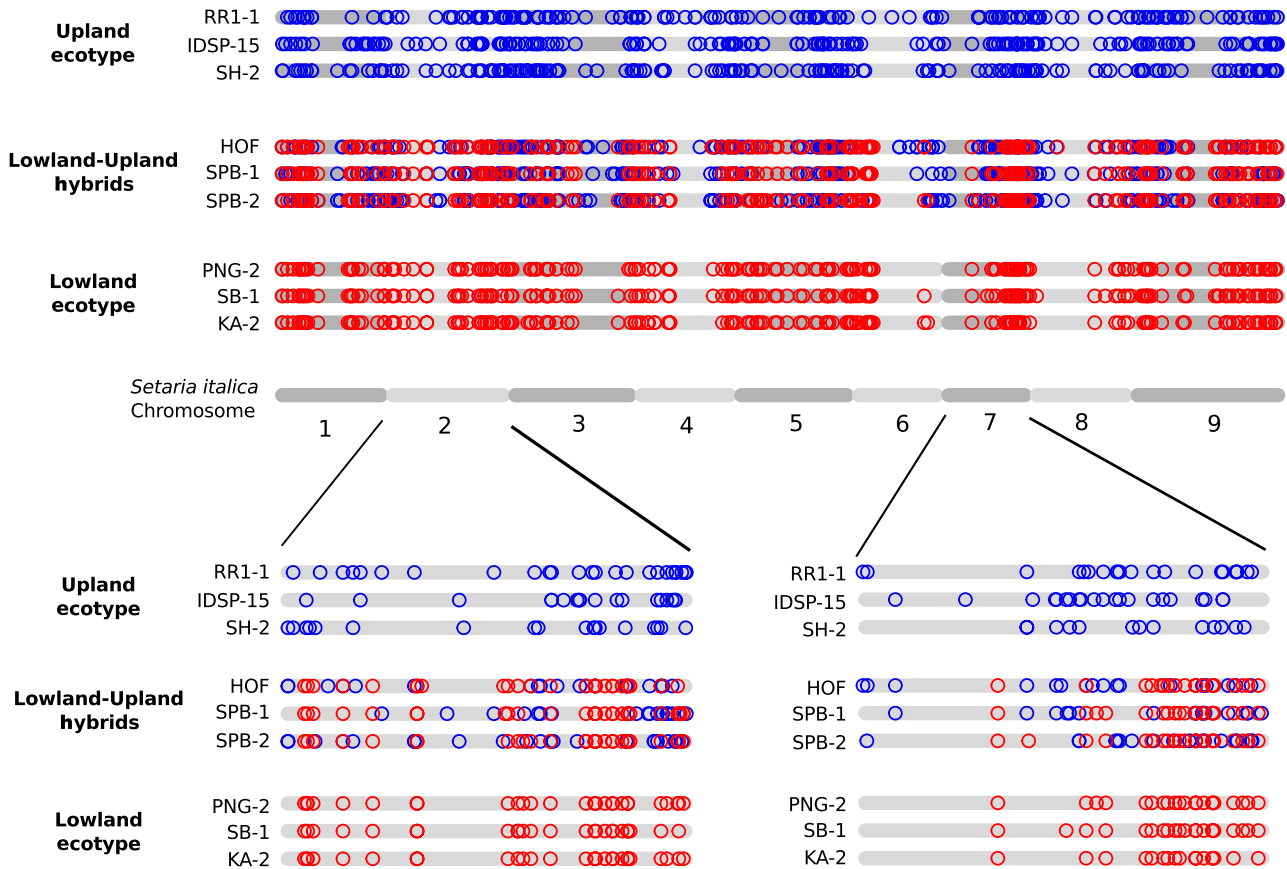 Upland
ecotype
RR1-1
IDSP-15
SH-2
Lowland-Upland
hybrids
HOF
SPB-1
SPB-2
Lowland
ecotype
PNG-2
SB-1
KA-2
Setaria italica
Chromosome
1 2 3 4 5 6 7 8 9
Upland
ecotype
RR1-1
IDSP-15
SH-2
RR1-1
IDSP-15
SH-2
Lowland-Upland
hybrids
HOF
SPB-1
SPB-2
HOF
SPB-1
SPB-2
Lowland
ecotype
PNG-2
SB-1
KA-2
PNG-2
SB-1
KA-2